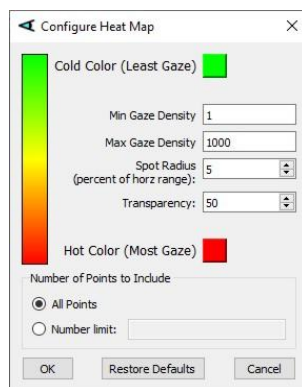 Configure Heat Map
Cold Color (Least Gaze)
Min Gaze Density 1
Max Gaze Density 1000
Spot Radius
(percent of horz range): 5
Transparency: 50
Hot Color (Most Gaze)
Number of Points to Include
All Points
Number limit:
OK Restore Defaults Cancel